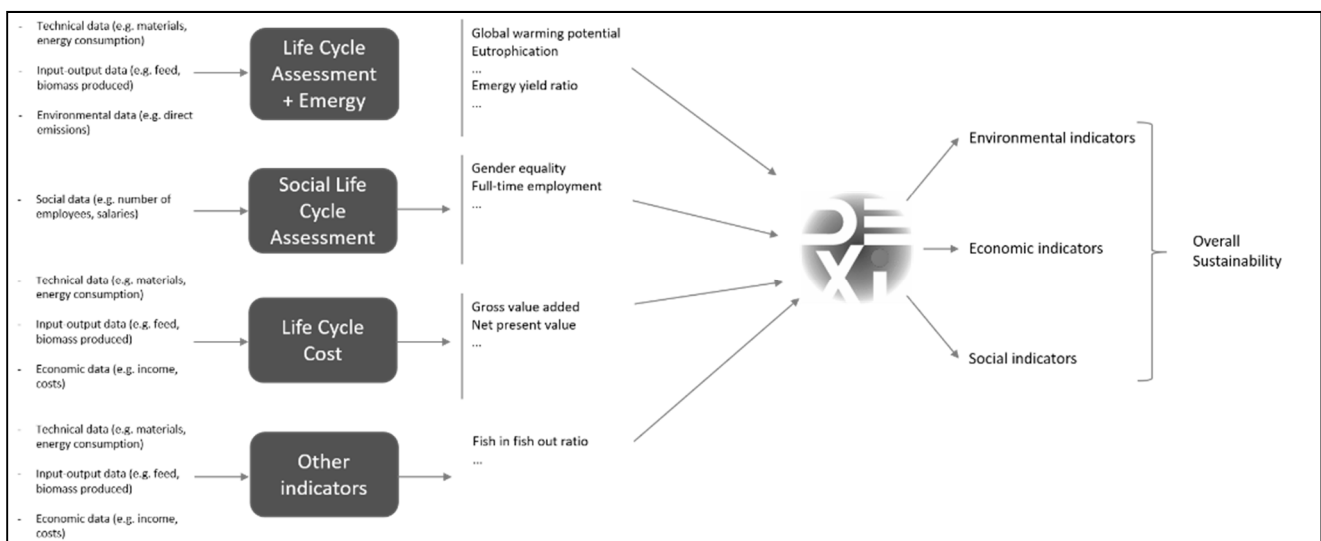 - Technical data (e.g. materials,
energy consumption)
- Input-output data (e.g. feed,
biomass produced)
- Environmental data (e.g. direct
emissions)
Life Cycle
Assessment
+ Emergy
Global warming potential
Eutrophication
...
Emergy yield ratio
...
- Social data (e.g. number of
employees, salaries)
Social Life
Cycle
Assessment
Gender equality
Full-time employment
...
- Technical data (e.g. materials,
energy consumption)
- Input-output data (e.g. feed,
biomass produced)
- Economic data (e.g. income,
costs)
Life Cycle
Cost
Gross value added
Net present value
...
- Technical data (e.g. materials,
energy consumption)
- Input-output data (e.g. feed,
biomass produced)
- Economic data (e.g. income,
costs)
Other
indicators
Fish in fish out ratio
...
DE
Xi
Environmental indicators
Economic indicators
Social indicators
Overall
Sustainability